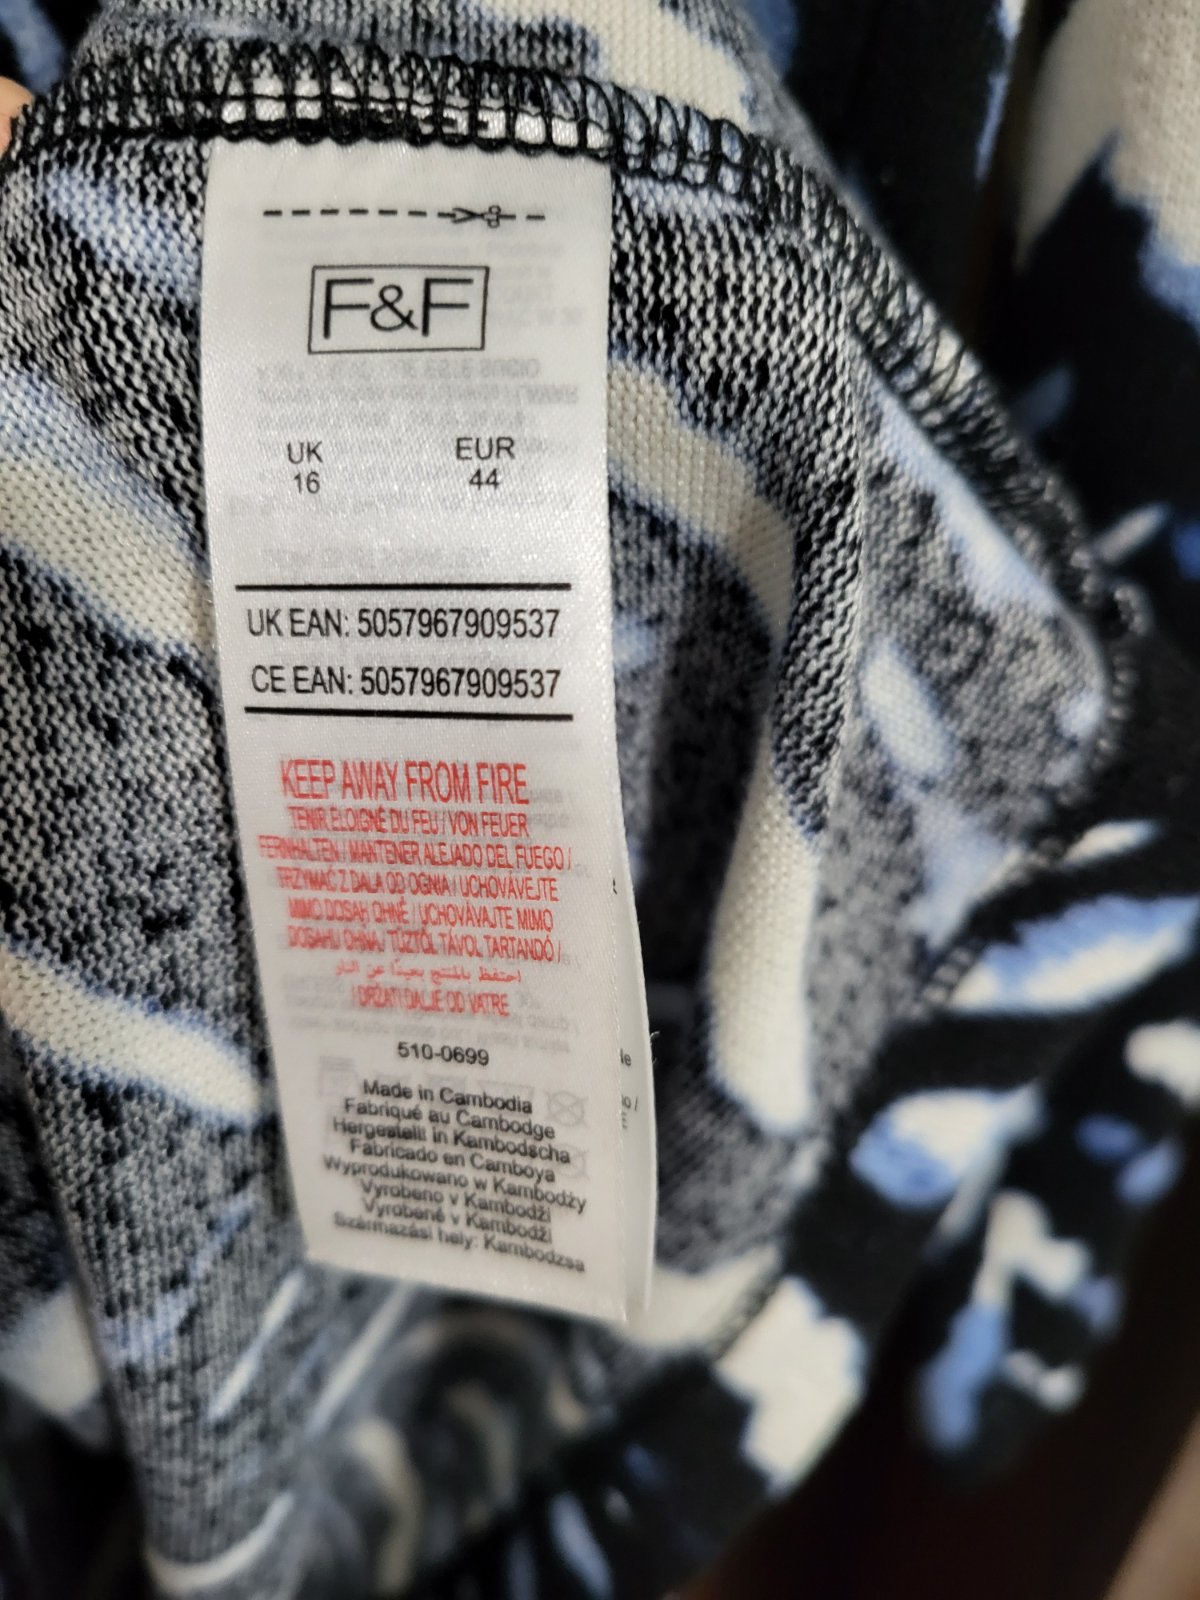 F&F
UK EUR
16 44
UK EAN: 5057967909537
CE EAN: 5057967909537
KEEP AWAY FROM FIRE
TENIR ÉLOIGNÉ DU FEU / VON FEUER
FERNHALTEN / MANTENER ALEJADO DEL FUEGO /
TRZYMAĆ Z DALA OD OGNIA / UCHOVÁVEJTE
MIMO DOSAH OHNĚ / UCHOVÁVAJTE MIMO
DOSAHU OHŇA / TŰZTŐL TÁVOL TARTANDÓ /
احتفظ بالمنتج بعيدًا عن النار
/ DRŽATI DALJE OD VATRE
510-0699
Made in Cambodia
Fabriqué au Cambodge
Hergestellt in Kambodscha
Fabricado en Camboya
Wyprodukowano w Kambodży
Vyrobeno v Kambodži
Vyrobené v Kambodži
Származási hely: Kambodzsa